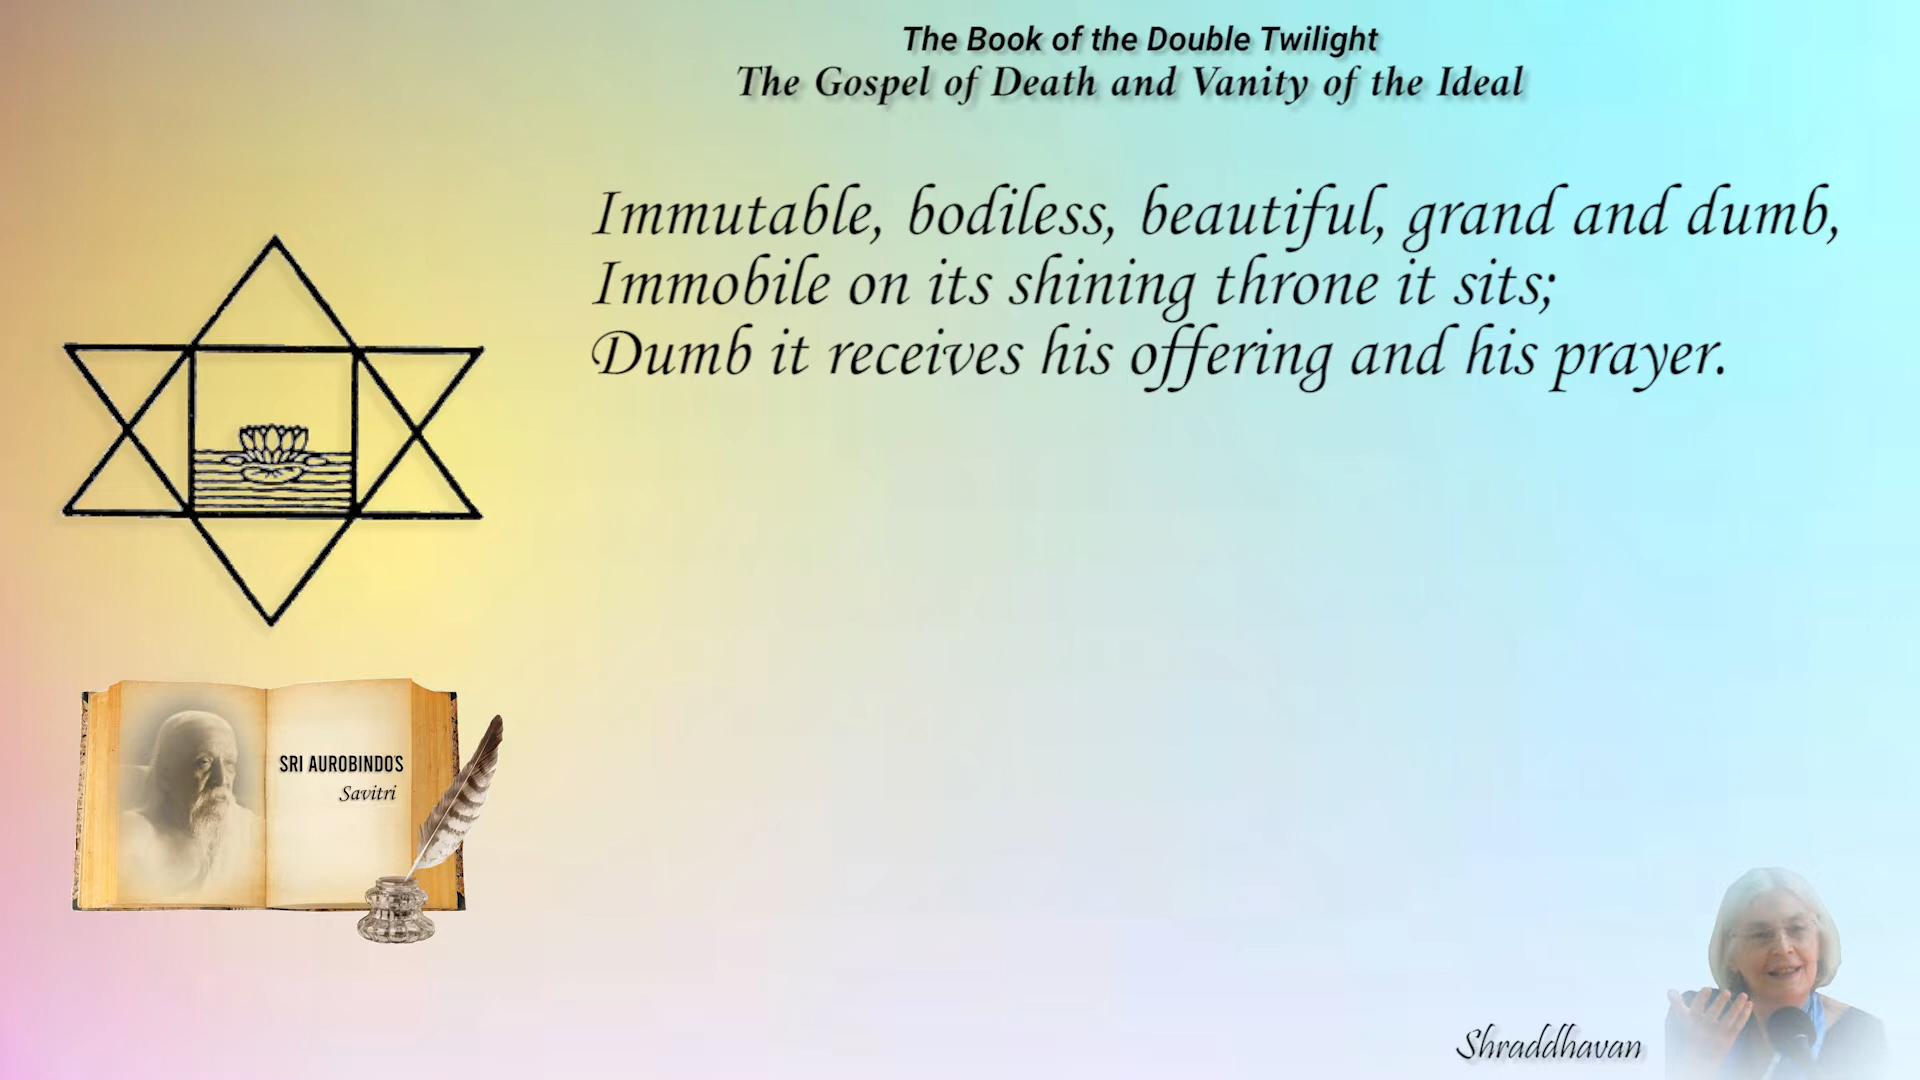 The Book of the Double Twilight
The Gospel of Death and Vanity of the Ideal
Immutable, bodiless, beautiful, grand and dumb,
Immobile on its shining throne it sits;
Dumb it receives his offering and his prayer.
SRI AUROBINDO'S
Savitri
Shraddhavan